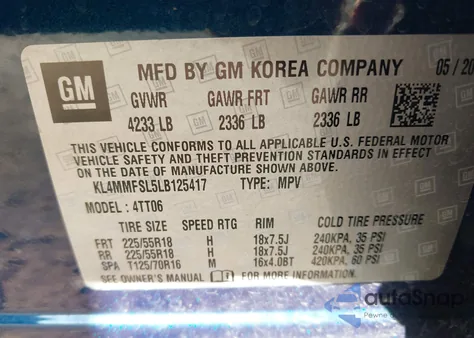 GM
MFD BY GM KOREA COMPANY 05 / 20
GVWR GAWR FRT GAWR RR
4233 LB 2336 LB 2336 LB
THIS VEHICLE CONFORMS TO ALL APPLICABLE U.S. FEDERAL MOTOR
VEHICLE SAFETY AND THEFT PREVENTION STANDARDS IN EFFECT
ON THE DATE OF MANUFACTURE SHOWN ABOVE.
KL4MMFSL5LB125417 TYPE: MPV
MODEL : 4TT06
TIRE SIZE SPEED RTG RIM COLD TIRE PRESSURE
FRT 225/55R18 H 18x7.5J 240KPA, 35 PSI
RR 225/55R18 H 18x7.5J 240KPA, 35 PSI
SPA T125/70R16 M 16x4.0BT 420KPA, 60 PSI
SEE OWNER'S MANUAL FOR MORE INFORMATION.
autoSnap